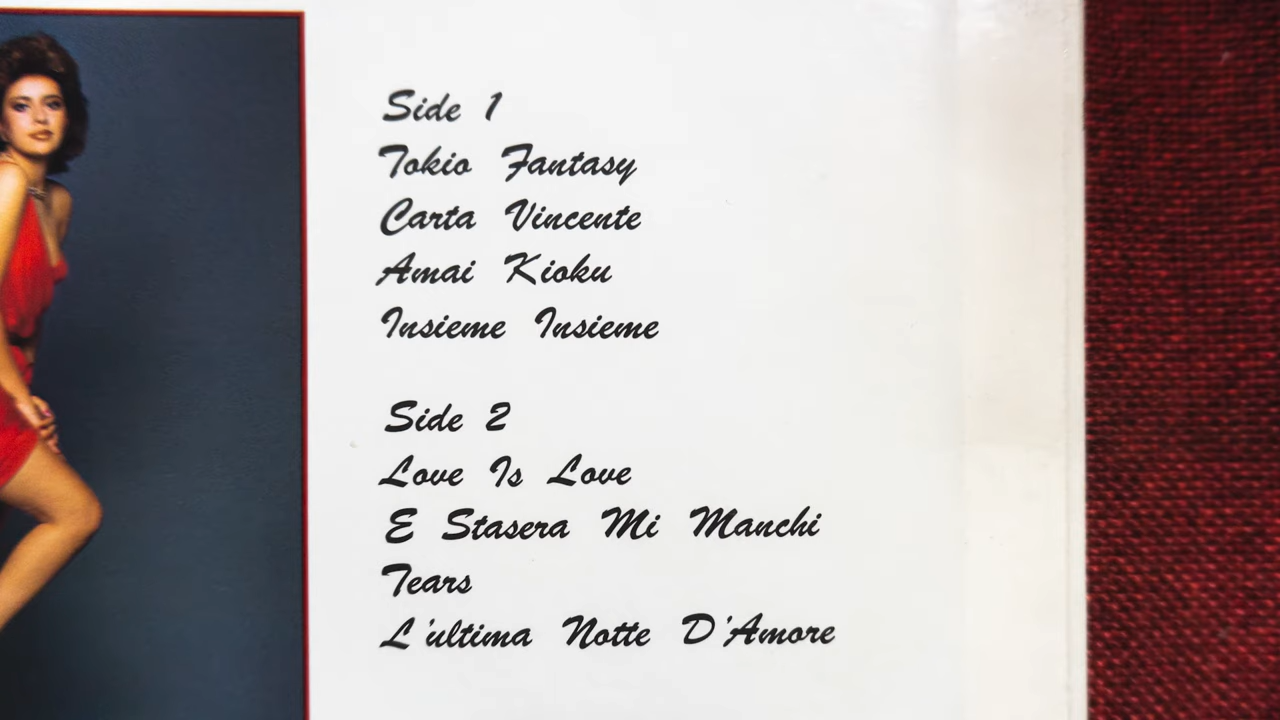 Side 1
Tokio Fantasy
Carta Vincente
Amai Kioku
Insieme Insieme
Side 2
Love Is Love
E Stasera Mi Manchi
Tears
L'ultima Notte D'Amore